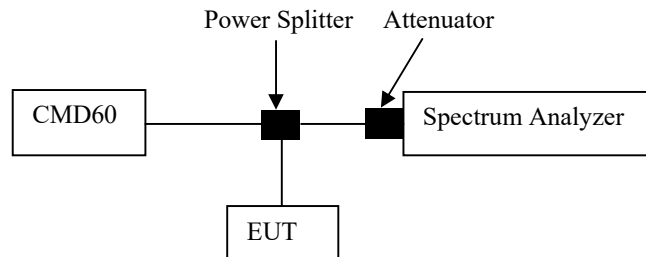 Power Splitter
Attenuator
CMD60
Spectrum Analyzer
EUT